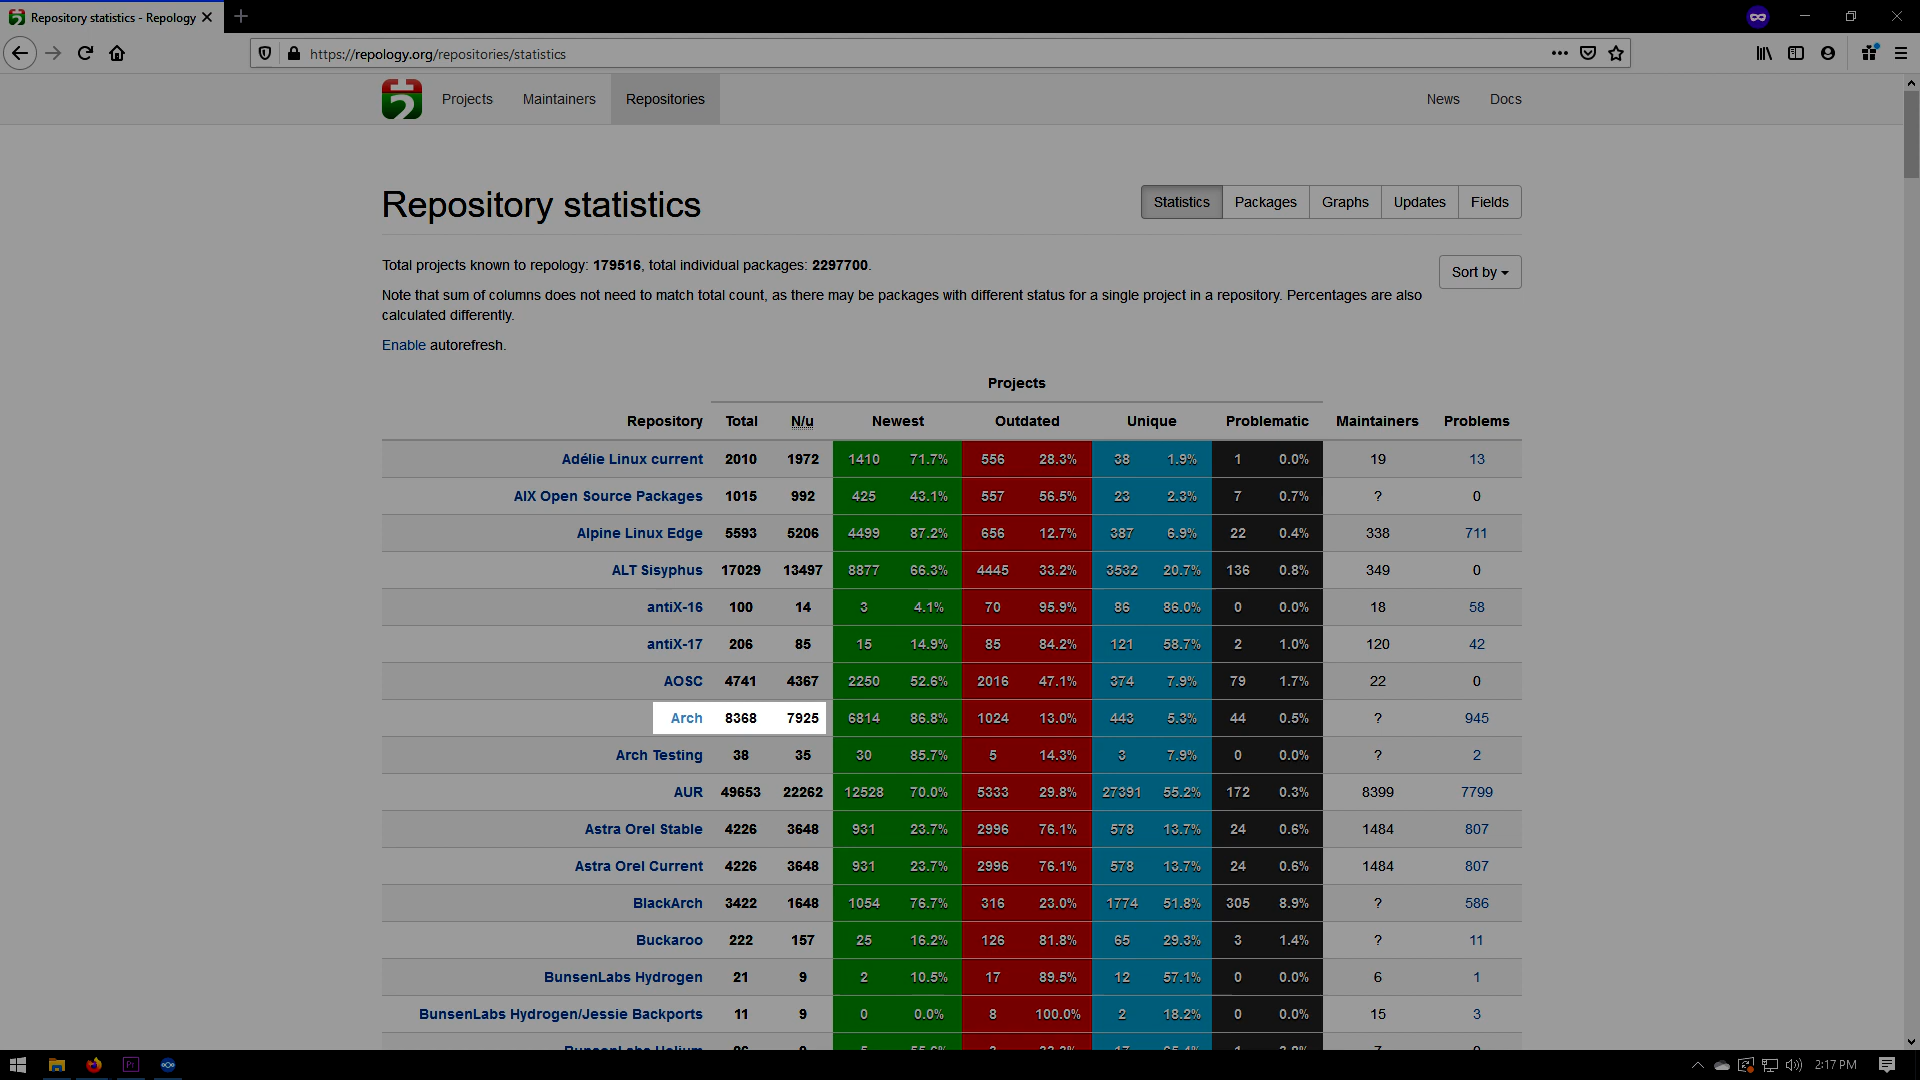 Repository statistics - Repology
https://repology.org/repositories/statistics
Projects Maintainers Repositories News Docs
Repository statistics
Statistics Packages Graphs Updates Fields
Total projects known to repology: 179516, total individual packages: 2297700.
Sort by
Note that sum of columns does not need to match total count, as there may be packages with different status for a single project in a repository. Percentages are also
calculated differently.
Enable autorefresh.
Projects
Repository Total N/u Newest Outdated Unique Problematic Maintainers Problems
Adélie Linux current 2010 1972 1410 71.7% 556 28.3% 38 1.9% 1 0.0% 19 13
AIX Open Source Packages 1015 992 425 43.1% 557 56.5% 23 2.3% 7 0.7% ? 0
Alpine Linux Edge 5593 5206 4499 87.2% 656 12.7% 387 6.9% 22 0.4% 338 711
ALT Sisyphus 17029 13497 8877 66.3% 4445 33.2% 3532 20.7% 136 0.8% 349 0
antiX-16 100 14 3 4.1% 70 95.9% 86 86.0% 0 0.0% 18 58
antiX-17 206 85 15 14.9% 85 84.2% 121 58.7% 2 1.0% 120 42
AOSC 4741 4367 2250 52.6% 2016 47.1% 374 7.9% 79 1.7% 22 0
Arch 8368 7925 6814 86.8% 1024 13.0% 443 5.3% 44 0.5% ? 945
Arch Testing 38 35 30 85.7% 5 14.3% 3 7.9% 0 0.0% ? 2
AUR 49653 22262 12528 70.0% 5333 29.8% 27391 55.2% 172 0.3% 8399 7799
Astra Orel Stable 4226 3648 931 23.7% 2996 76.1% 578 13.7% 24 0.6% 1484 807
Astra Orel Current 4226 3648 931 23.7% 2996 76.1% 578 13.7% 24 0.6% 1484 807
BlackArch 3422 1648 1054 76.7% 316 23.0% 1774 51.8% 305 8.9% ? 586
Buckaroo 222 157 25 16.2% 126 81.8% 65 29.3% 3 1.4% ? 11
BunsenLabs Hydrogen 21 9 2 10.5% 17 89.5% 12 57.1% 0 0.0% 6 1
BunsenLabs Hydrogen/Jessie Backports 11 9 0 0.0% 8 100.0% 2 18.2% 0 0.0% 15 3
BunsenLabs Helium
Pr
2:17 PM